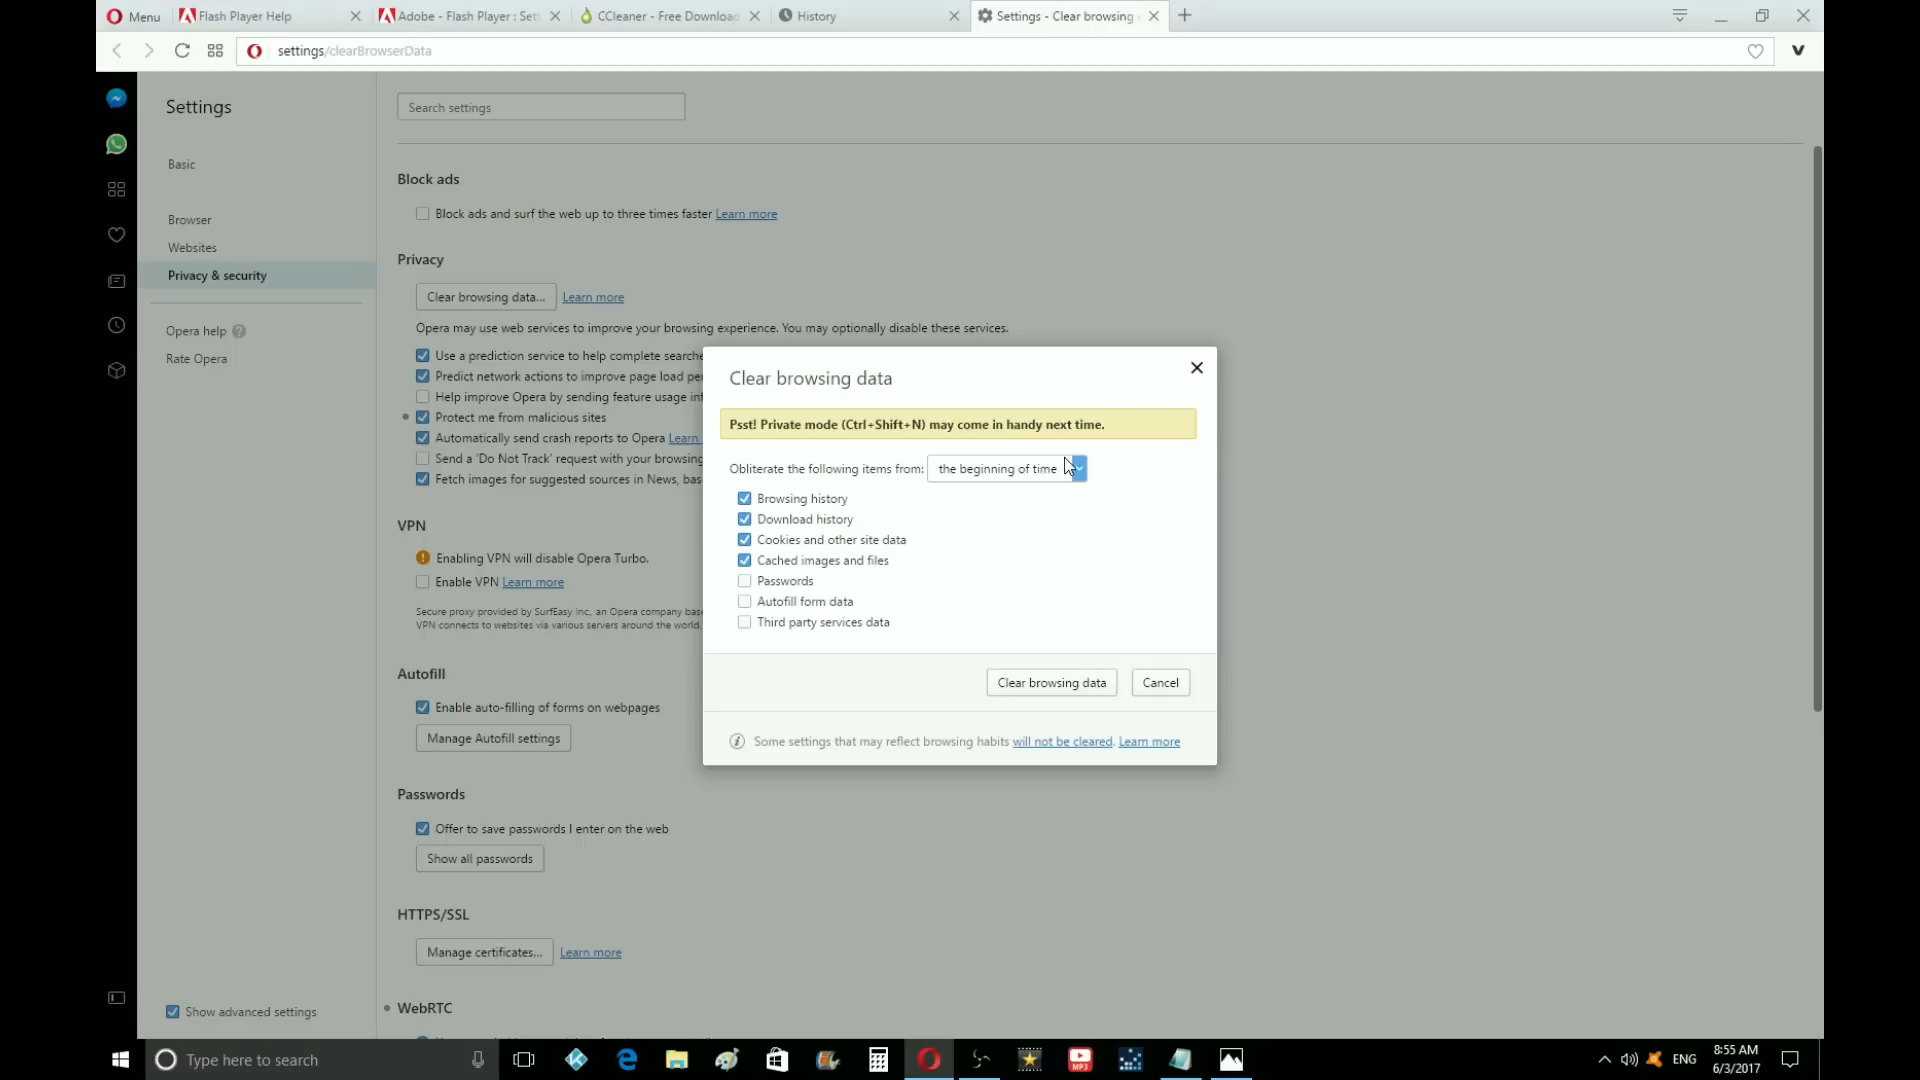 Menu
Flash Player Help
Adobe - Flash Player : Set
CCleaner - Free Download
History
Settings - Clear browsing
settings/clearBrowserData
Settings
Search settings
Basic
Browser
Websites
Privacy & security
Opera help ?
Rate Opera
Show advanced settings
Block ads
Block ads and surf the web up to three times faster Learn more
Privacy
Clear browsing data... Learn more
Opera may use web services to improve your browsing experience. You may optionally disable these services.
Use a prediction service to help complete searche
Predict network actions to improve page load pe
Help improve Opera by sending feature usage in
Protect me from malicious sites
Automatically send crash reports to Opera Learn
Send a 'Do Not Track' request with your browsing
Fetch images for suggested sources in News, bas
VPN
Enabling VPN will disable Opera Turbo.
Enable VPN Learn more
Secure proxy provided by SurfEasy Inc., an Opera company base
VPN connects to websites via various servers around the world,
Autofill
Enable auto-filling of forms on webpages
Manage Autofill settings
Passwords
Offer to save passwords I enter on the web
Show all passwords
HTTPS/SSL
Manage certificates... Learn more
WebRTC
Clear browsing data
Psst! Private mode (Ctrl+Shift+N) may come in handy next time.
Obliterate the following items from: the beginning of time
Browsing history
Download history
Cookies and other site data
Cached images and files
Passwords
Autofill form data
Third party services data
Clear browsing data
Cancel
Some settings that may reflect browsing habits will not be cleared. Learn more
Type here to search
MP3
ENG
8:55 AM
6/3/2017